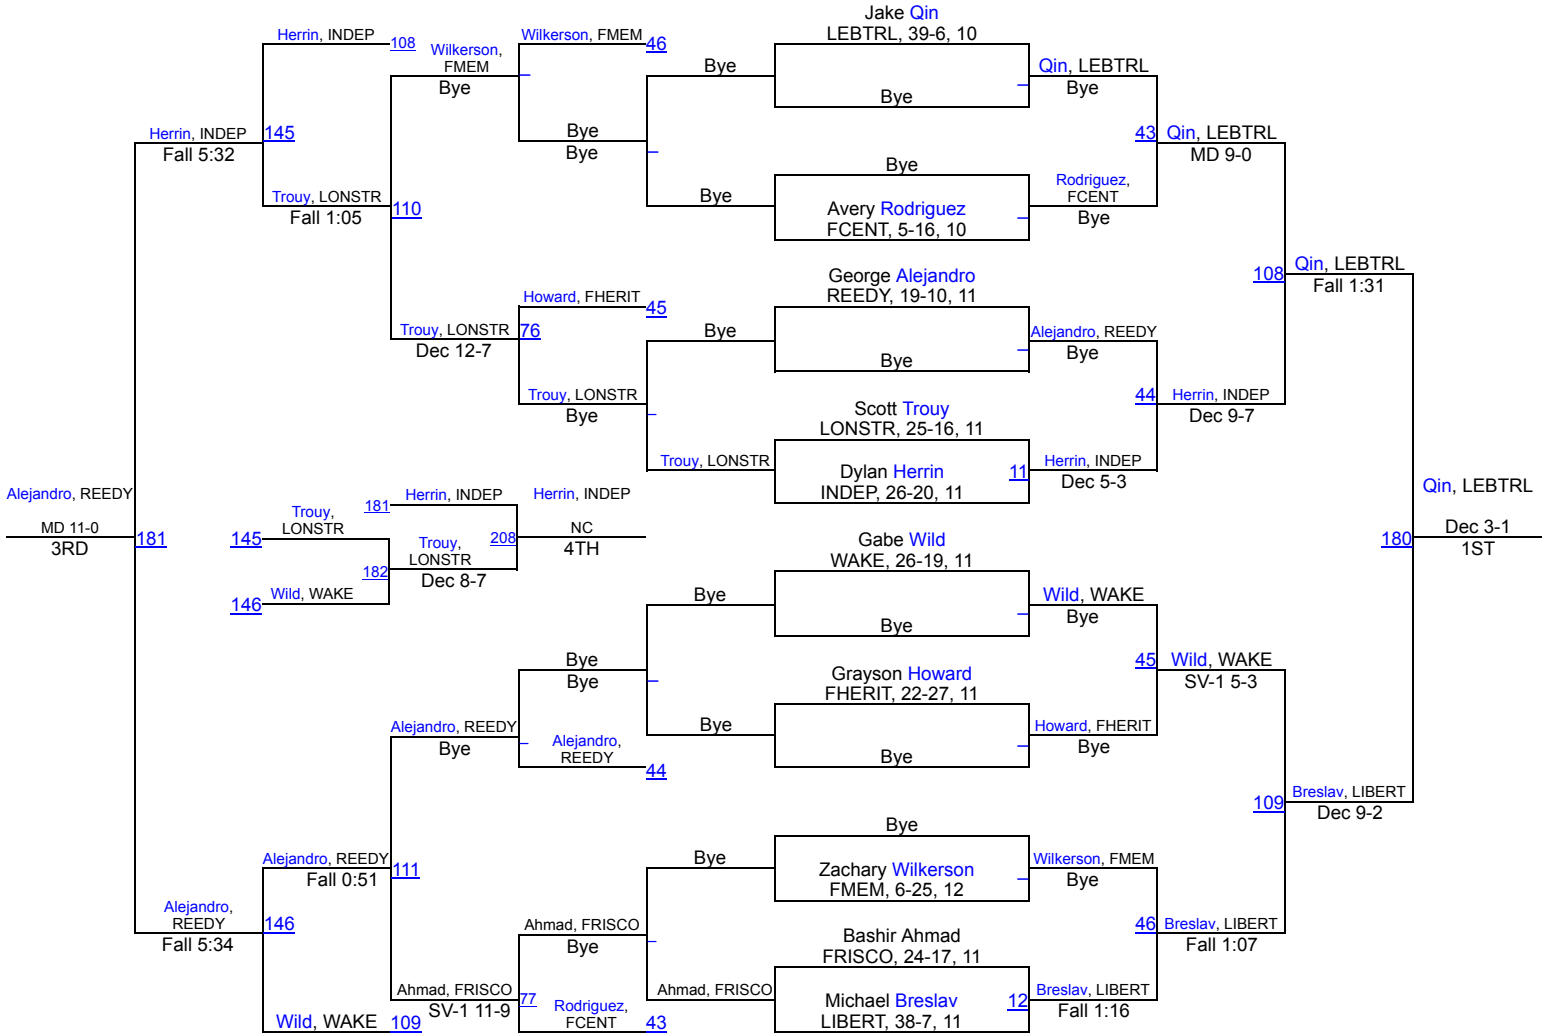 Jake Qin
LEBTRL, 39-6, 10
Herrin, INDEP
108
Wilkerson, FMEM
46
Wilkerson,
FMEM
Bye
Bye
Bye
Qin, LEBTRL
Bye
Herrin, INDEP
Fall 5:32
145
Bye
Bye
43
Qin, LEBTRL
MD 9-0
Trouy, LONSTR
Fall 1:05
110
Bye
Bye
Avery Rodriguez
FCENT, 5-16, 10
Rodriguez,
FCENT
Bye
108
Qin, LEBTRL
Fall 1:31
George Alejandro
REEDY, 19-10, 11
Howard, FHERIT
45
Trouy, LONSTR
Dec 12-7
76
Bye
Bye
Alejandro, REEDY
Bye
Trouy, LONSTR
Bye
44
Herrin, INDEP
Dec 9-7
Scott Trouy
LONSTR, 25-16, 11
Trouy, LONSTR
Dylan Herrin
INDEP, 26-20, 11
11
Herrin, INDEP
Dec 5-3
Alejandro, REEDY
MD 11-0
3RD
181
181
Herrin, INDEP
Herrin, INDEP
NC
4TH
208
145
Trouy,
LONSTR
Trouy,
LONSTR
Dec 8-7
182
146
Wild, WAKE
180
Qin, LEBTRL
Dec 3-1
1ST
Gabe Wild
WAKE, 26-19, 11
Bye
Bye
Wild, WAKE
Bye
Bye
Bye
45
Wild, WAKE
SV-1 5-3
Grayson Howard
FHERIT, 22-27, 11
Bye
Bye
Howard, FHERIT
Bye
Alejandro, REEDY
Bye
Alejandro,
REEDY
44
109
Breslav, LIBERT
Dec 9-2
Bye
Bye
Zachary Wilkerson
FMEM, 6-25, 12
Wilkerson, FMEM
Bye
Alejandro, REEDY
Fall 0:51
111
Alejandro,
REEDY
Fall 5:34
146
Ahmad, FRISCO
Bye
46
Breslav, LIBERT
Fall 1:07
Bashir Ahmad
FRISCO, 24-17, 11
Ahmad, FRISCO
SV-1 11-9
77
Ahmad, FRISCO
Michael Breslav
LIBERT, 38-7, 11
12
Breslav, LIBERT
Fall 1:16
Wild, WAKE
109
Rodriguez,
FCENT
43